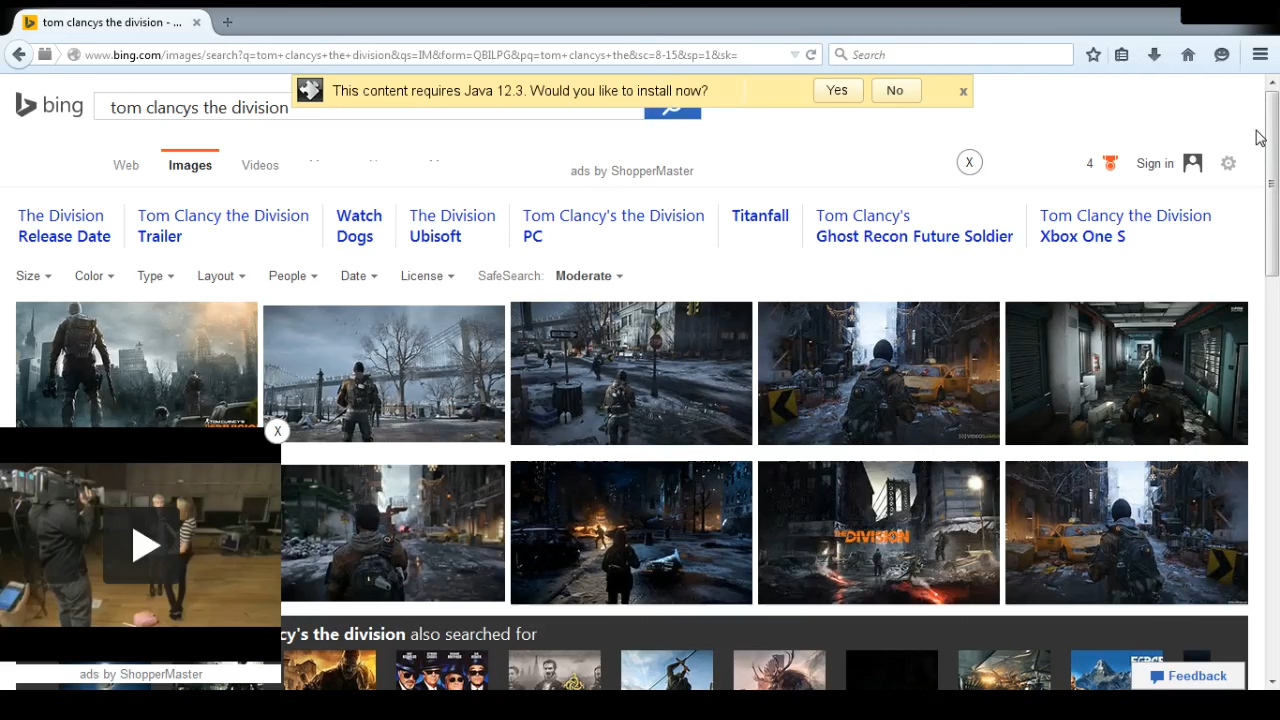 tom clancys the division - ...
www.bing.com/images/search?q=tom+clancys+the+division&qs=IM&form=QBILPG&pq=tom+clancys+the&sc=8-15&sp=1&sk=
Search
This content requires Java 12.3. Would you like to install now?
Yes
No
x
bing
tom clancys the division
Web
Images
Videos
ads by ShopperMaster
X
4
Sign in
The Division
Release Date
Tom Clancy the Division
Trailer
Watch
Dogs
The Division
Ubisoft
Tom Clancy's the Division
PC
Titanfall
Tom Clancy's
Ghost Recon Future Soldier
Tom Clancy the Division
Xbox One S
Size
Color
Type
Layout
People
Date
License
SafeSearch:
Moderate
X
THE DIVISION
cy's the division also searched for
ads by ShopperMaster
Feedback